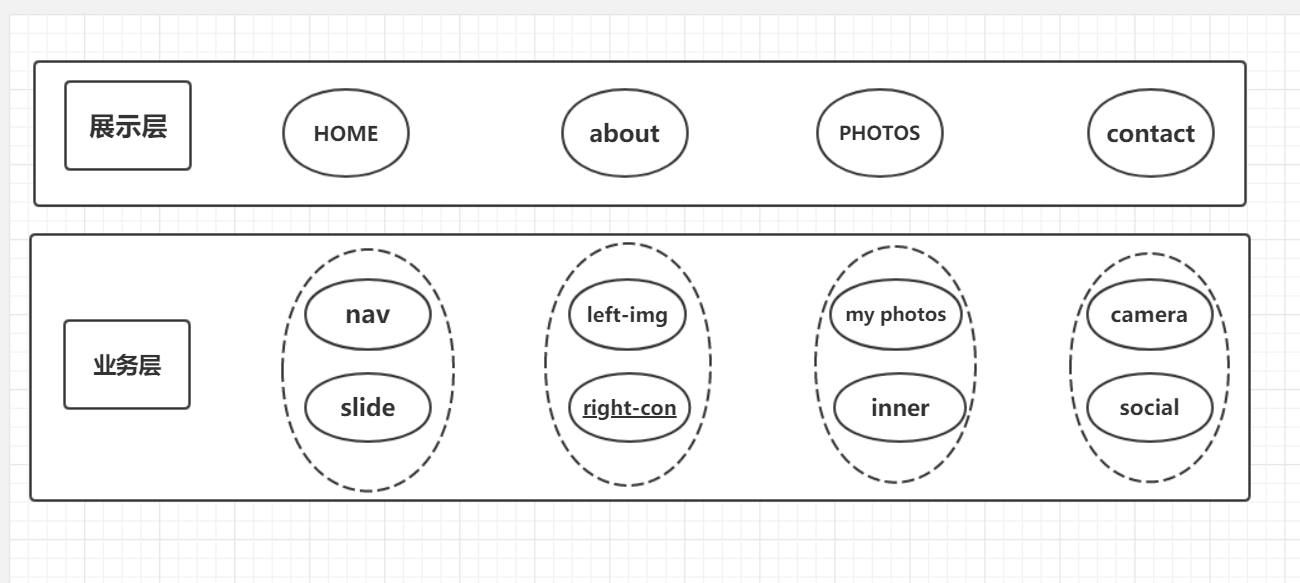 展示层
HOME
about
PHOTOS
contact
业务层
nav
left-img
my photos
camera
slide
right-con
inner
social